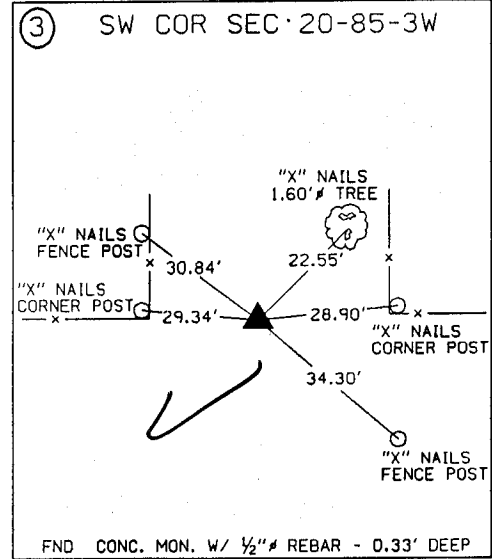 3 SW COR SEC·20-85-3W
"X" NAILS
1.60'ø TREE
"X" NAILS
FENCE POST
30.84'
22.55'
"X" NAILS
CORNER POST
29.34'
28.90'
"X" NAILS
CORNER POST
34.30'
"X" NAILS
FENCE POST
FND CONC. MON. W/ ½"ø REBAR - 0.33' DEEP